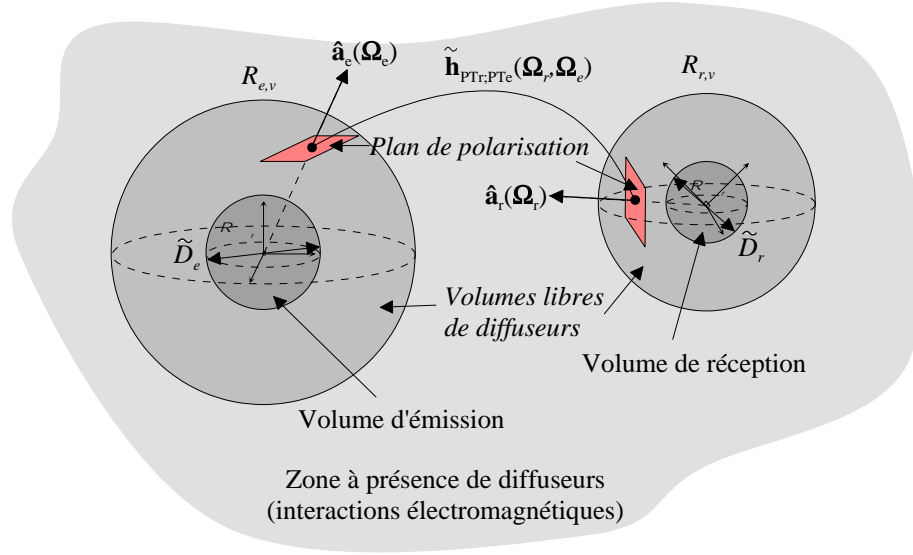 â_e(Ω_e)
h̃_PTr;PTe(Ω_r,Ω_e)
R_e,v
R_r,v
Plan de polarisation
â_r(Ω_r)
R
R
D̃_e
D̃_r
Volumes libres
de diffuseurs
Volume de réception
Volume d'émission
Zone à présence de diffuseurs
(interactions électromagnétiques)